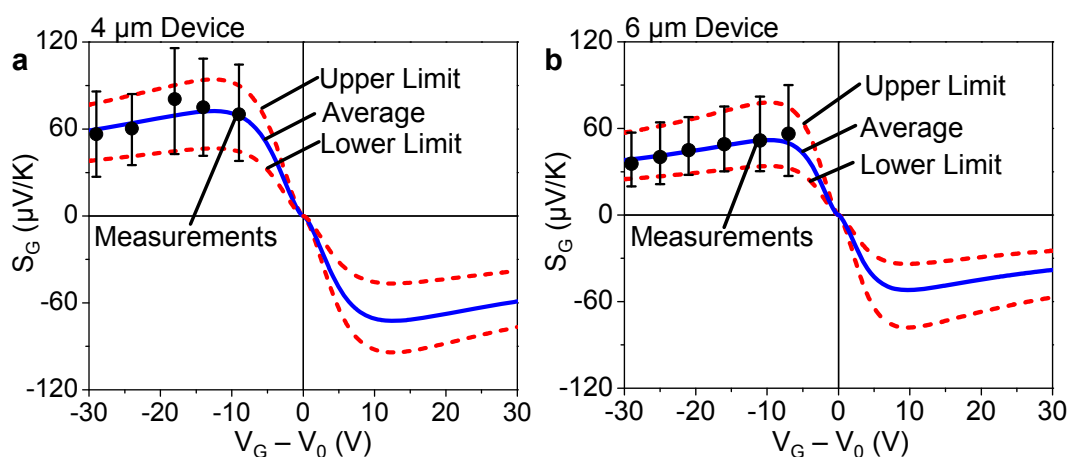 4 µm Device
a
120
60
0
-60
-120
S_G (µV/K)
Upper Limit
Average
Lower Limit
Measurements
-30 -20 -10 0 10 20 30
V_G – V_0 (V)
6 µm Device
b
120
60
0
-60
-120
S_G (µV/K)
Upper Limit
Average
Lower Limit
Measurements
-30 -20 -10 0 10 20 30
V_G – V_0 (V)